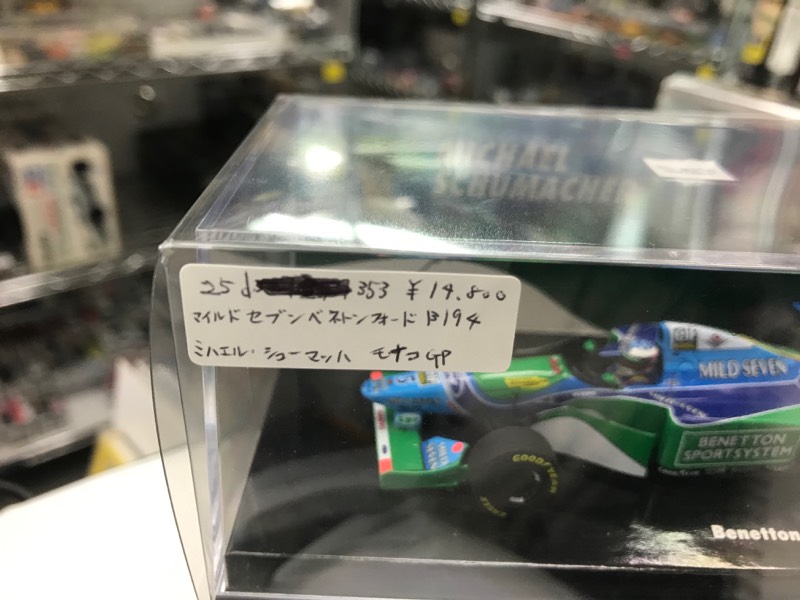 MICHAEL
SCHUMACHER
353 ¥14.800
マイルド セブン ベネトン フォード B194
ミハエル・シューマッハ モナコGP
MILD SEVEN
BENETTON
SPORTSYSTEM
GOODYEAR
Benetton